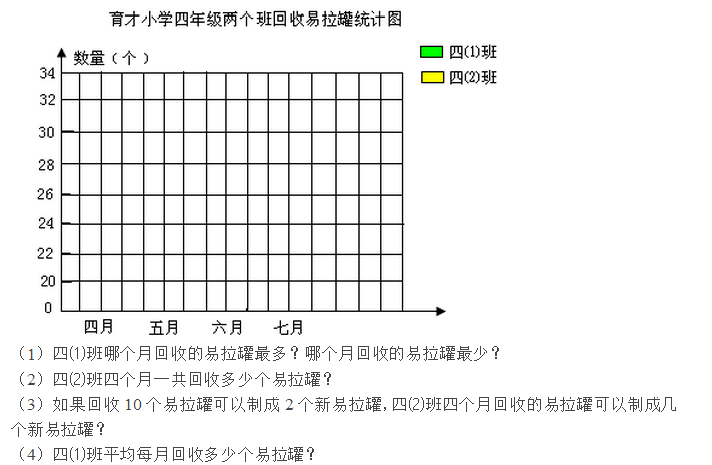 育才小学四年级两个班回收易拉罐统计图
数量（个）
四⑴班
四⑵班
34
32
30
28
26
24
22
20
0
四月 五月 六月 七月
（1）四⑴班哪个月回收的易拉罐最多？哪个月回收的易拉罐最少？
（2）四⑵班四个月一共回收多少个易拉罐？
（3）如果回收 10 个易拉罐可以制成 2 个新易拉罐，四⑵班四个月回收的易拉罐可以制成几
个新易拉罐？
（4）四⑴班平均每月回收多少个易拉罐？